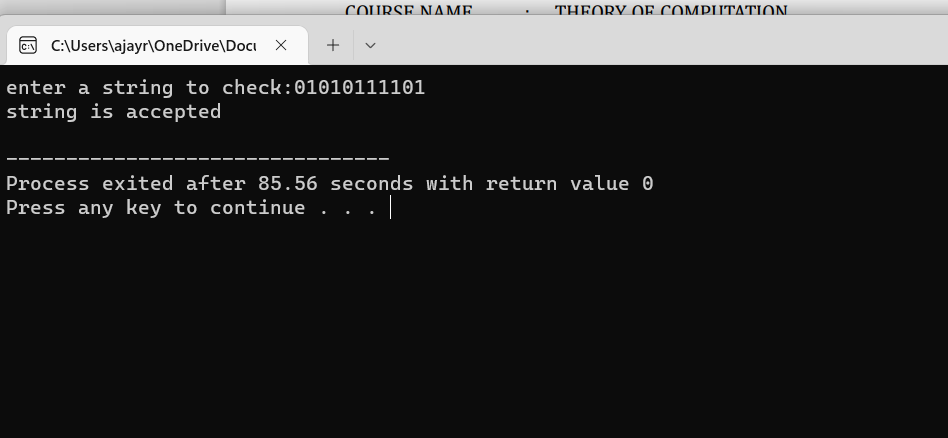 COURSE NAME : THEORY OF COMPUTATION
C:\Users\ajayr\OneDrive\Docu
enter a string to check:01010111101
string is accepted
--------------------------------
Process exited after 85.56 seconds with return value 0
Press any key to continue . . .